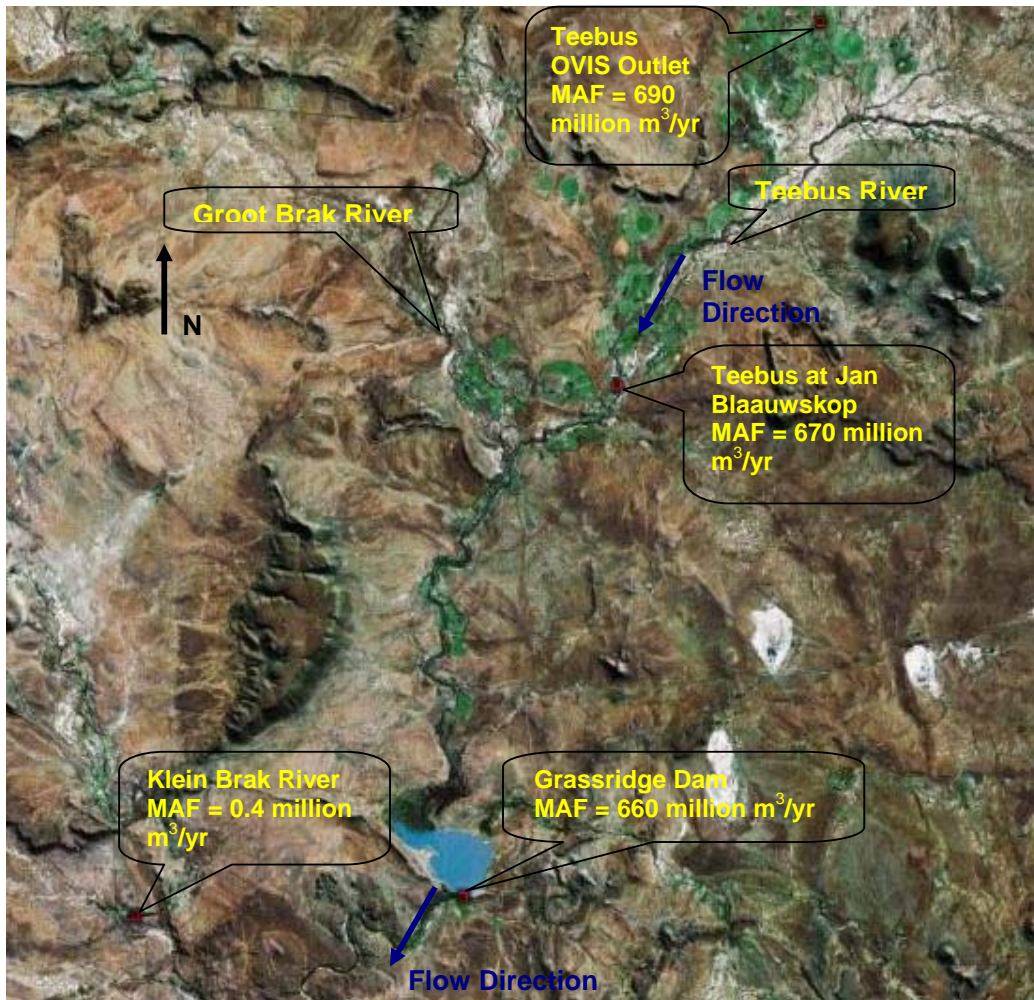 Teebus
OVIS Outlet
MAF = 690
million m³/yr
Teebus River
Groot Brak River
Flow
Direction
N
Teebus at Jan
Blaauwskop
MAF = 670 million
m³/yr
Klein Brak River
MAF = 0.4 million
m³/yr
Grassridge Dam
MAF = 660 million m³/yr
Flow Direction